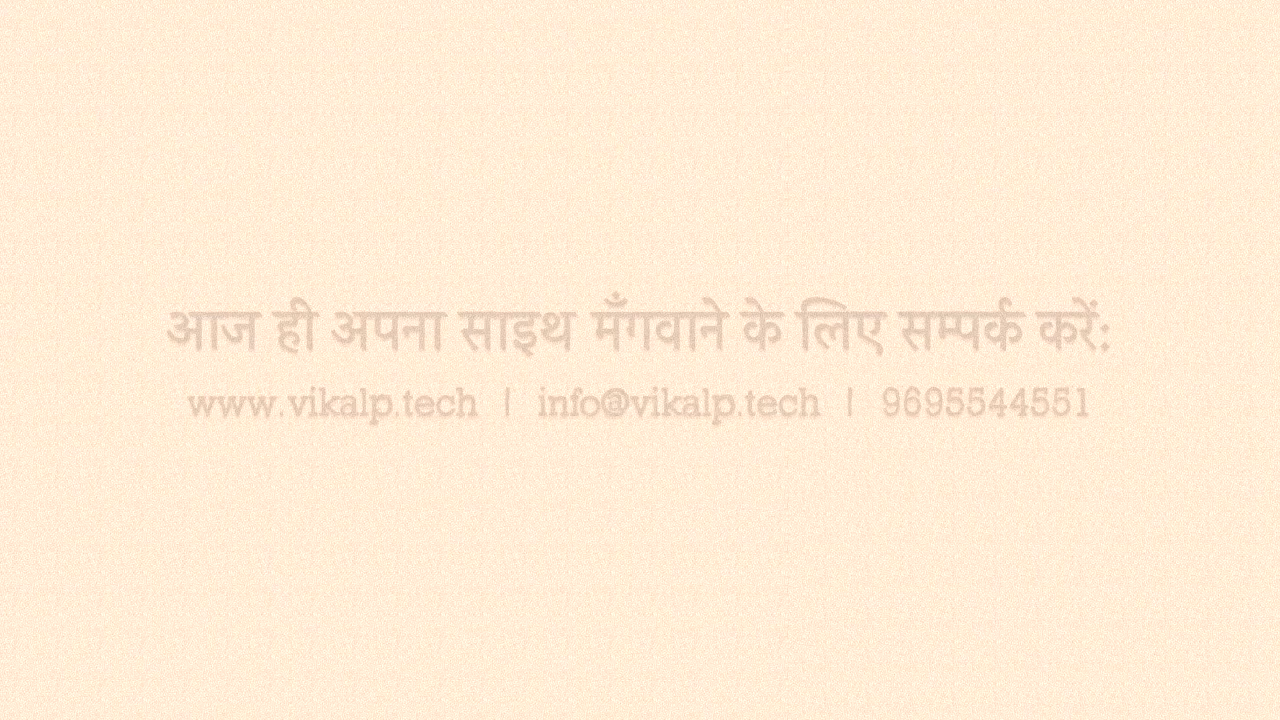 आज ही अपना साइथ मँगवाने के लिए सम्पर्क करें:
www.vikalp.tech | info@vikalp.tech | 9695544551